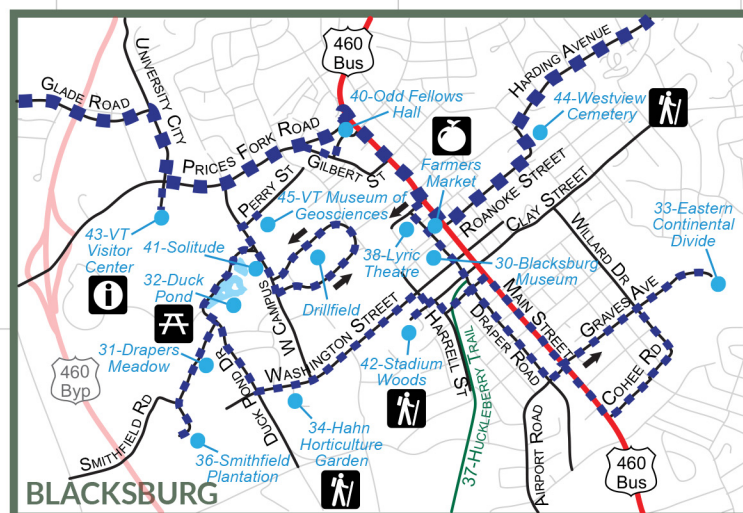 460
Bus
HARDING AVENUE
UNIVERSITY
CITY
GLADE ROAD
40-Odd Fellows
Hall
44-Westview
Cemetery
PRICES FORK ROAD
GILBERT ST
Farmers
Market
ROANOKE STREET
PERRY ST
45-VT Museum of
Geosciences
CLAY STREET
33-Eastern
Continental
Divide
43-VT
Visitor
Center
41-Solitude
38-Lyric
Theatre
WILLARD DR
30-Blacksburg
Museum
32-Duck
Pond
Drillfield
i
W CAMPUS
MAIN STREET
GRAVES AVE
WASHINGTON STREET
DRAPER ROAD
HARRELL ST
31-Drapers
Meadow
460
Byp
DUCK POND DR
42-Stadium
Woods
COHEE RD
37-HUCKLEBERRY TRAIL
34-Hahn
Horticulture
Garden
SMITHFIELD RD
36-Smithfield
Plantation
AIRPORT ROAD
460
Bus
BLACKSBURG